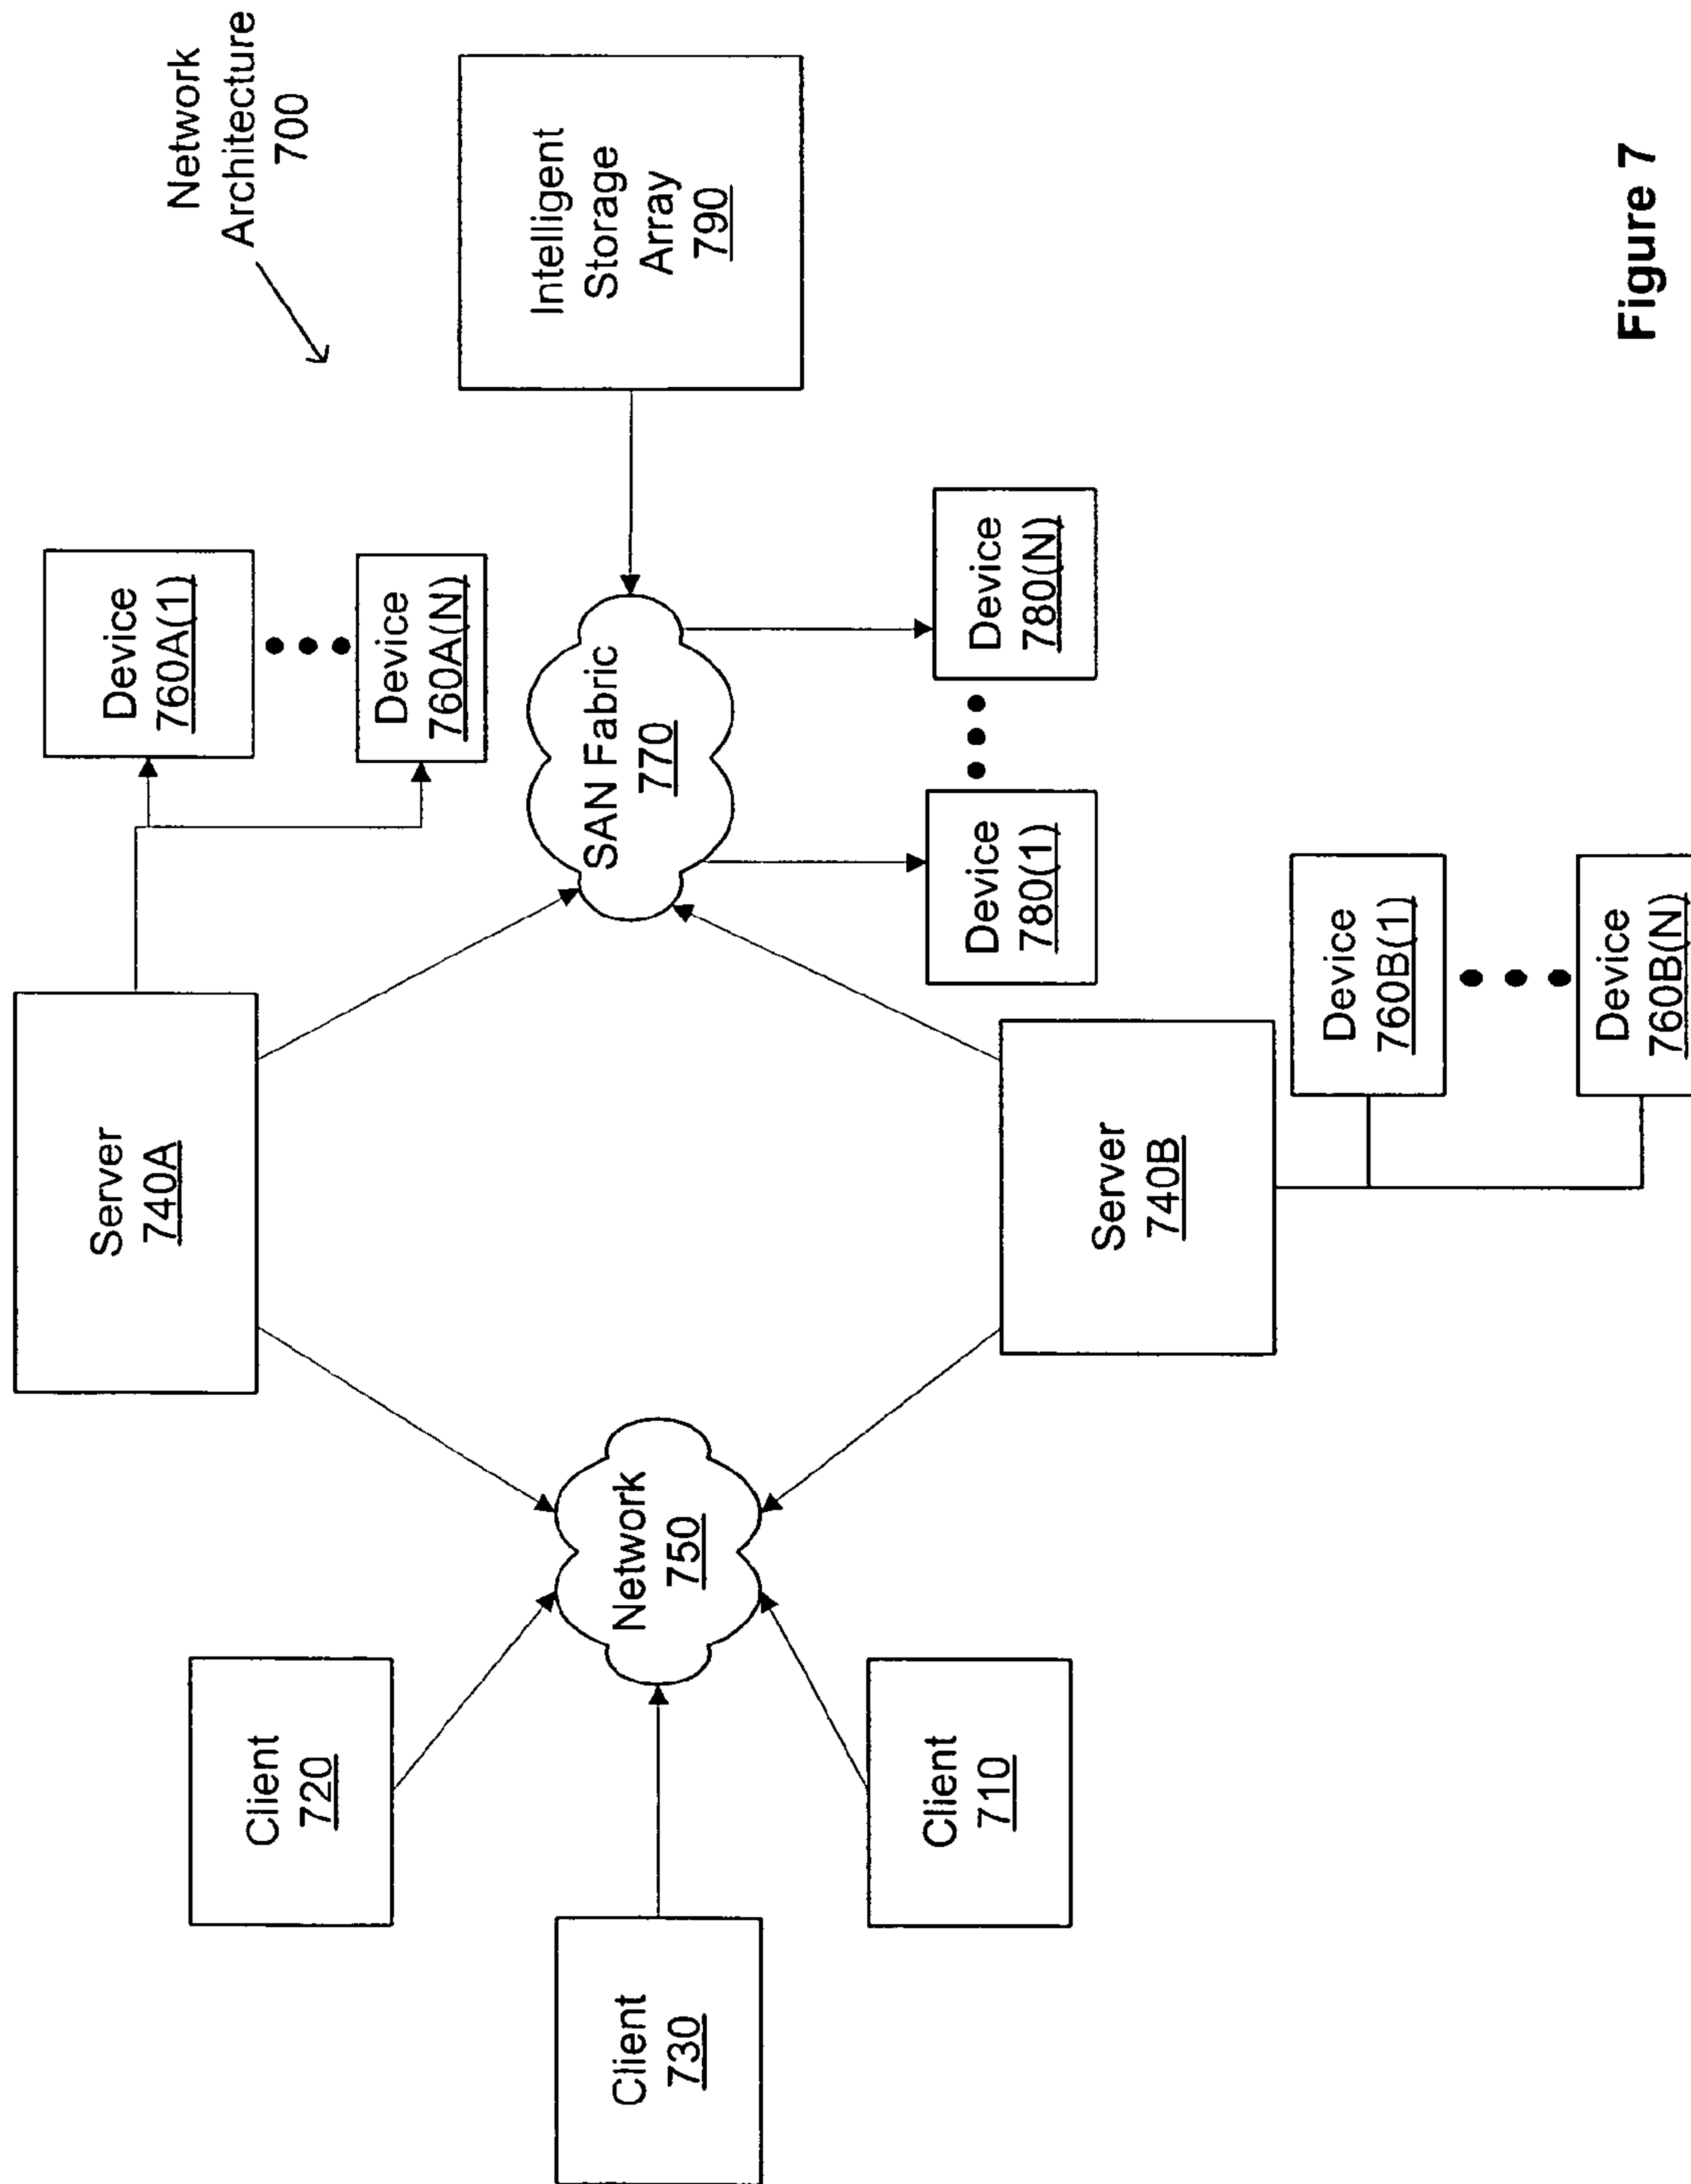 Network
Architecture
700
Server
740A
Device
760A(1)
Device
760A(N)
Client
720
Intelligent
Storage
Array
790
SAN Fabric
770
Network
750
Client
730
Client
710
Device
780(1)
Device
780(N)
Server
740B
Device
760B(1)
Device
760B(N)
Figure 7